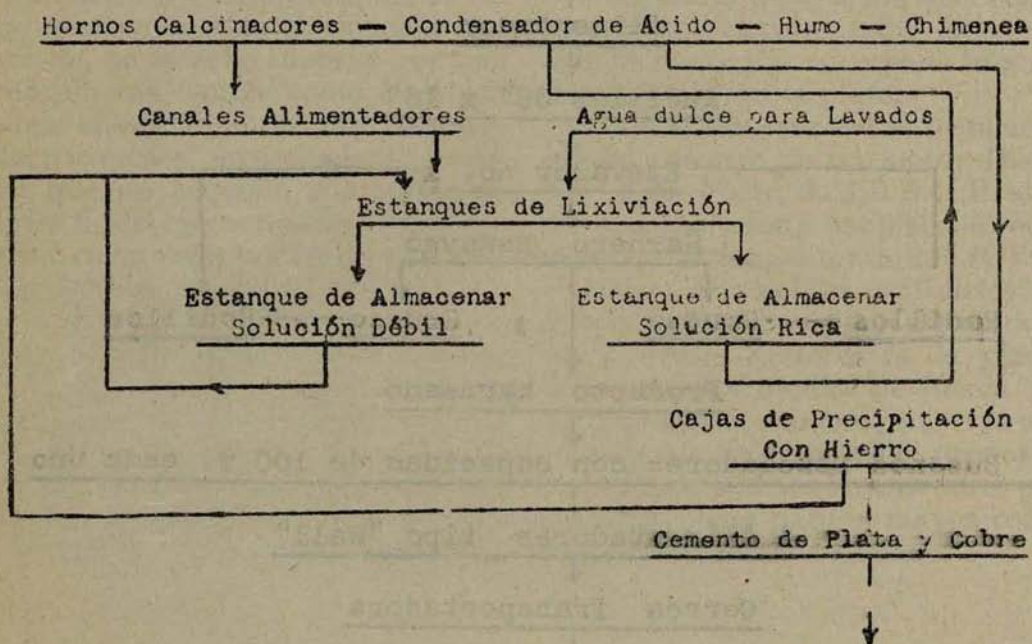 Hornos Calcinadores — Condensador de Acido — Humo — Chimenea
Canales Alimentadores
Agua dulce para Lavados
Estanques de Lixiviación
Estanque de Almacenar
Solución Débil
Estanque de Almacenar
Solución Rica
Cajas de Precipitación
Con Hierro
Cemento de Plata y Cobre